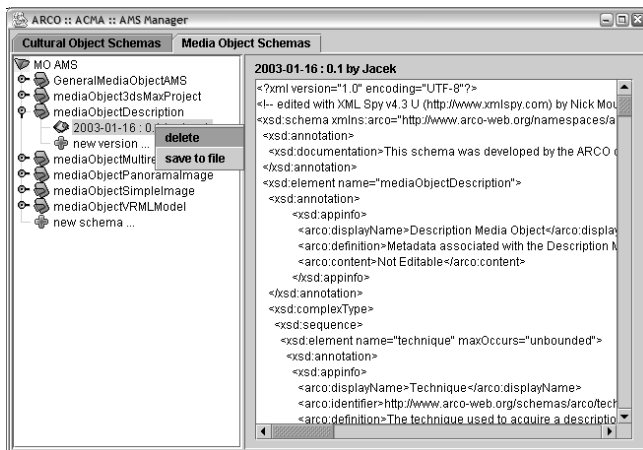 ARCO :: ACMA :: AMS Manager
Cultural Object Schemas
Media Object Schemas
MO AMS
GeneralMediaObjectAMS
mediaObject3dsMaxProject
mediaObjectDescription
2003-01-16 : 0.
new version ...
mediaObjectMultire
mediaObjectPanoramaImage
mediaObjectSimpleImage
mediaObjectVRMLModel
new schema ...
delete
save to file
2003-01-16 : 0.1 by Jacek
<?xml version="1.0" encoding="UTF-8"?>
<!-- edited with XML Spy v4.3 U (http://www.xmlspy.com) by Nick Mou
<xsd:schema xmlns:arco="http://www.arco-web.org/namespaces/a
<xsd:annotation>
<xsd:documentation>This schema was developed by the ARCO c
</xsd:annotation>
<xsd:element name="mediaObjectDescription">
<xsd:annotation>
<xsd:appinfo>
<arco:displayName>Description Media Object</arco:display
<arco:definition>Metadata associated with the Description M
<arco:content>Not Editable</arco:content>
</xsd:appinfo>
</xsd:annotation>
<xsd:complexType>
<xsd:sequence>
<xsd:element name="technique" maxOccurs="unbounded">
<xsd:annotation>
<xsd:appinfo>
<arco:displayName>Technique</arco:displayName>
<arco:identifier>http://www.arco-web.org/schemas/arco/tech
<arco:definition>The technique used to acquire a descriptio